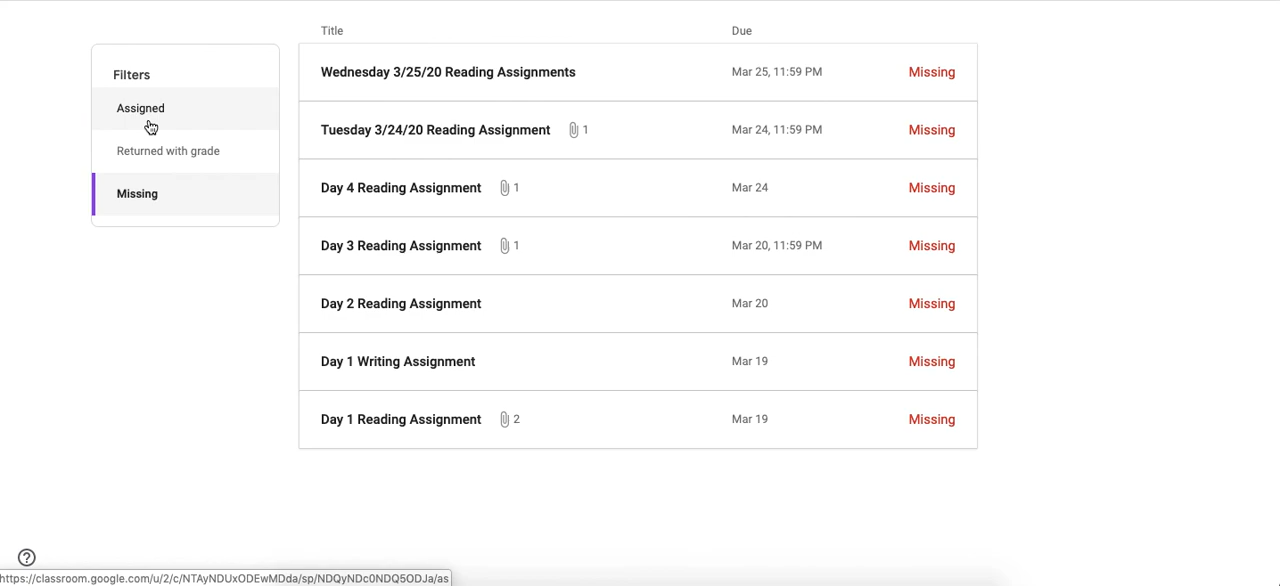 Title Due
Filters
Assigned
Returned with grade
Missing
Wednesday 3/25/20 Reading Assignments Mar 25, 11:59 PM Missing
Tuesday 3/24/20 Reading Assignment 1 Mar 24, 11:59 PM Missing
Day 4 Reading Assignment 1 Mar 24 Missing
Day 3 Reading Assignment 1 Mar 20, 11:59 PM Missing
Day 2 Reading Assignment Mar 20 Missing
Day 1 Writing Assignment Mar 19 Missing
Day 1 Reading Assignment 2 Mar 19 Missing
?
https://classroom.google.com/u/2/c/NTAyNDUxODEwMDda/sp/NDQyNDc0NDQ5ODJa/as